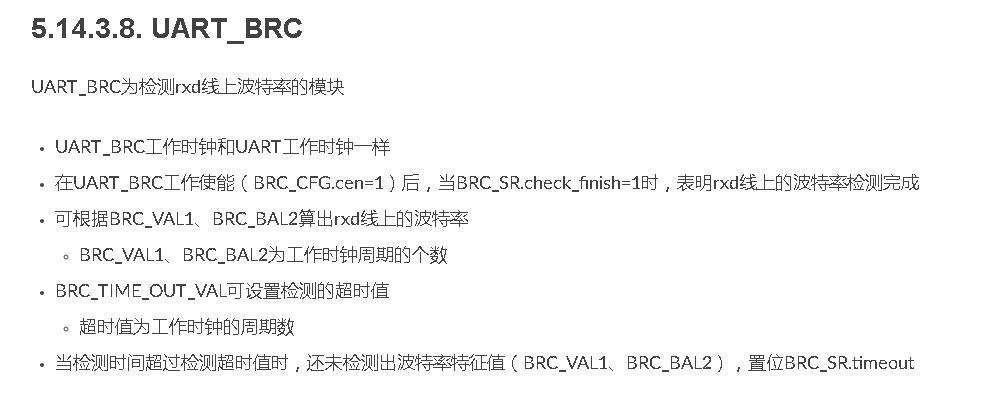 5.14.3.8. UART_BRC
UART_BRC为检测rxd线上波特率的模块
UART_BRC工作时钟和UART工作时钟一样
在UART_BRC工作使能（BRC_CFG.cen=1）后，当BRC_SR.check_finish=1时，表明rxd线上的波特率检测完成
可根据BRC_VAL1、BRC_BAL2算出rxd线上的波特率
BRC_VAL1、BRC_BAL2为工作时钟周期的个数
BRC_TIME_OUT_VAL可设置检测的超时值
超时值为工作时钟的周期数
当检测时间超过检测超时值时，还未检测出波特率特征值（BRC_VAL1、BRC_BAL2），置位BRC_SR.timeout